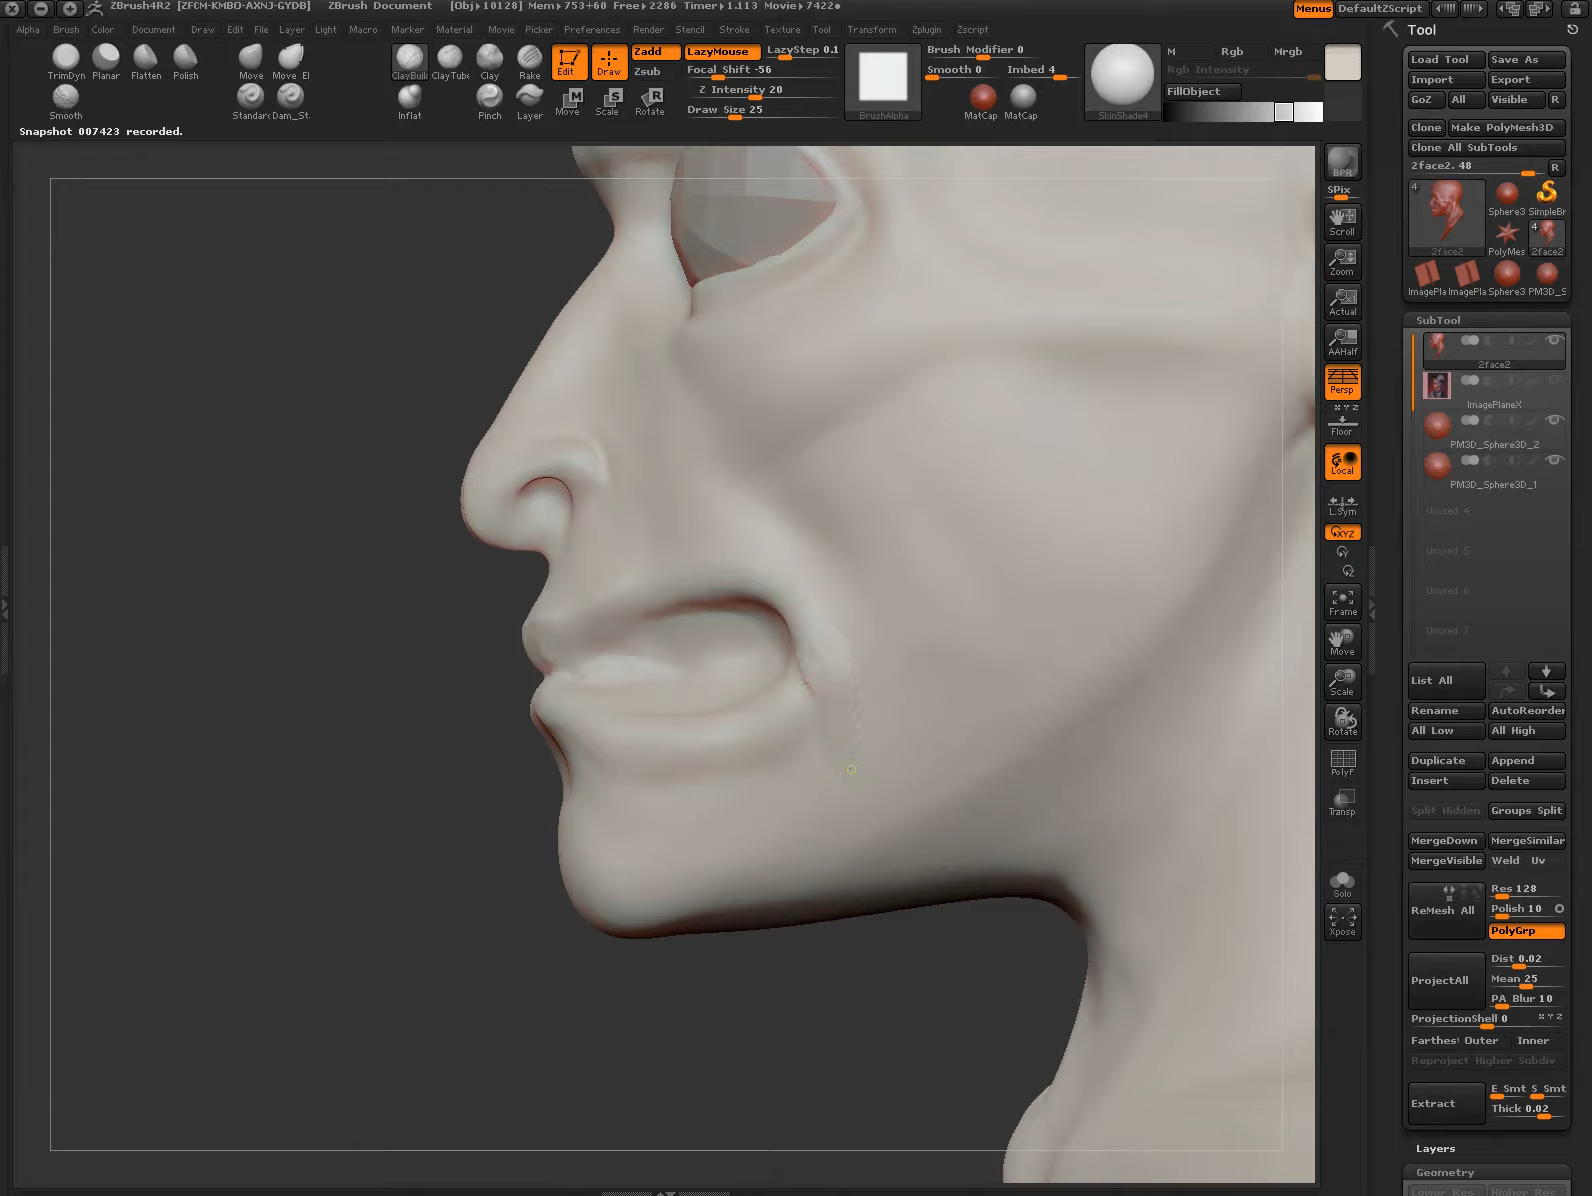 ZBrush4R2 [ZFCM-KMBO-AXNJ-GYDB] ZBrush Document [Obj▸10128] Mem▸753+60 Free▸2286 Timer▸1.113 Movie▸7422● Menus DefaultZScript
Alpha Brush Color Document Draw Edit File Layer Light Macro Marker Material Movie Picker Preferences Render Stencil Stroke Texture Tool Transform Zplugin Zscript
TrimDyn Planar Flatten Polish Move Move El ClayBuil ClayTube Clay Rake
Smooth Standard Dam_St. Inflat Pinch Layer
Edit Draw
Move Scale Rotate
M S R
Zadd
Zsub
LazyMouse LazyStep 0.1
Focal Shift -56
Z Intensity 20
Draw Size 25
BrushAlpha
Brush Modifier 0
Smooth 0 Imbed 4
MatCap MatCap
SkinShade4
M Rgb Mrgb
Rgb Intensity
FillObject
Snapshot 007423 recorded.
BPR
SPix
Scroll
Zoom
Actual
AAHalf
Persp
X Y Z
Floor
Local
L.Sym
XYZ
Y
Z
Frame
Move
Scale
Rotate
PolyF
Transp
Solo
Xpose
Tool
Load Tool Save As
Import Export
GoZ All Visible R
Clone Make PolyMesh3D
Clone All SubTools
2face2. 48 R
4
2face2
Sphere3 SimpleBr
PolyMes 4 2face2
ImagePla ImagePla Sphere3 PM3D_S
SubTool
2face2
ImagePlaneX
PM3D_Sphere3D_2
PM3D_Sphere3D_1
Unused 4
Unused 5
Unused 6
Unused 7
List All
Rename AutoReorder
All Low All High
Duplicate Append
Insert Delete
Split Hidden Groups Split
MergeDown MergeSimilar
MergeVisible Weld Uv
ReMesh All
Res 128
Polish 10
PolyGrp
ProjectAll
Dist 0.02
Mean 25
PA Blur 10
ProjectionShell 0 X Y Z
Farthest Outer Inner
Reproject Higher Subdiv
Extract
E Smt S Smt
Thick 0.02
Layers
Geometry
Lower Res Higher Res